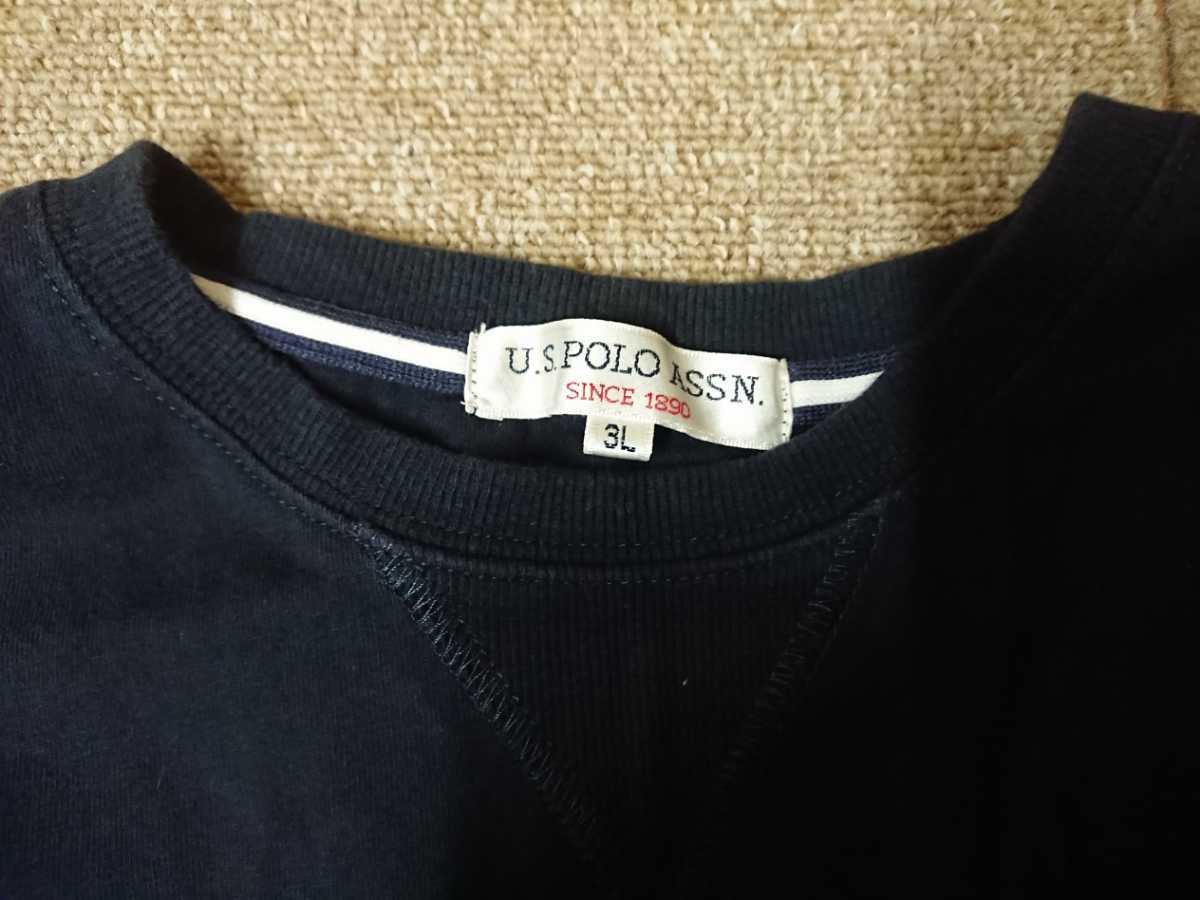 U.S. POLO ASSN.
SINCE 1890
3L